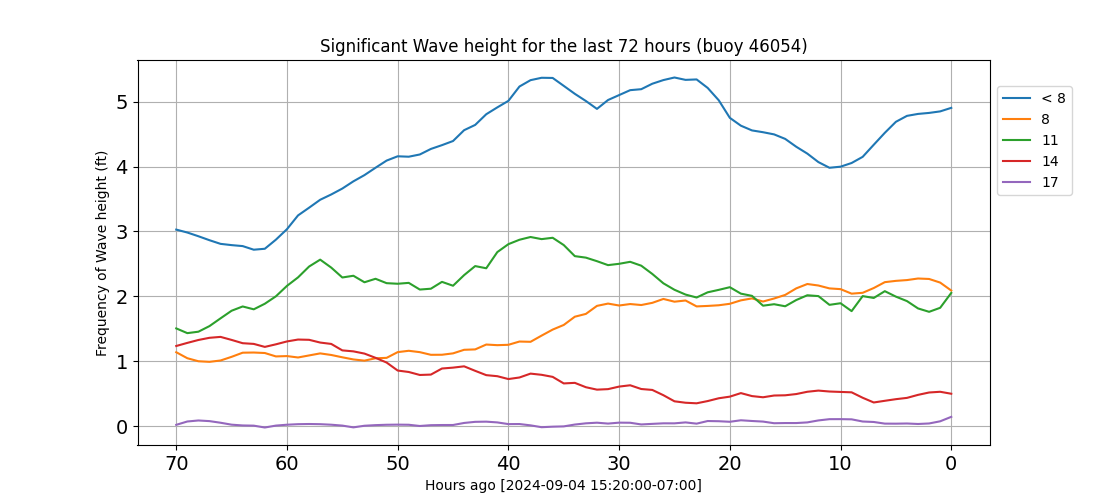 Significant Wave height for the last 72 hours (buoy 46054)
Frequency of Wave height (ft)
5
4
3
2
1
0
70 60 50 40 30 20 10 0
Hours ago [2024-09-04 15:20:00-07:00]
< 8
8
11
14
17